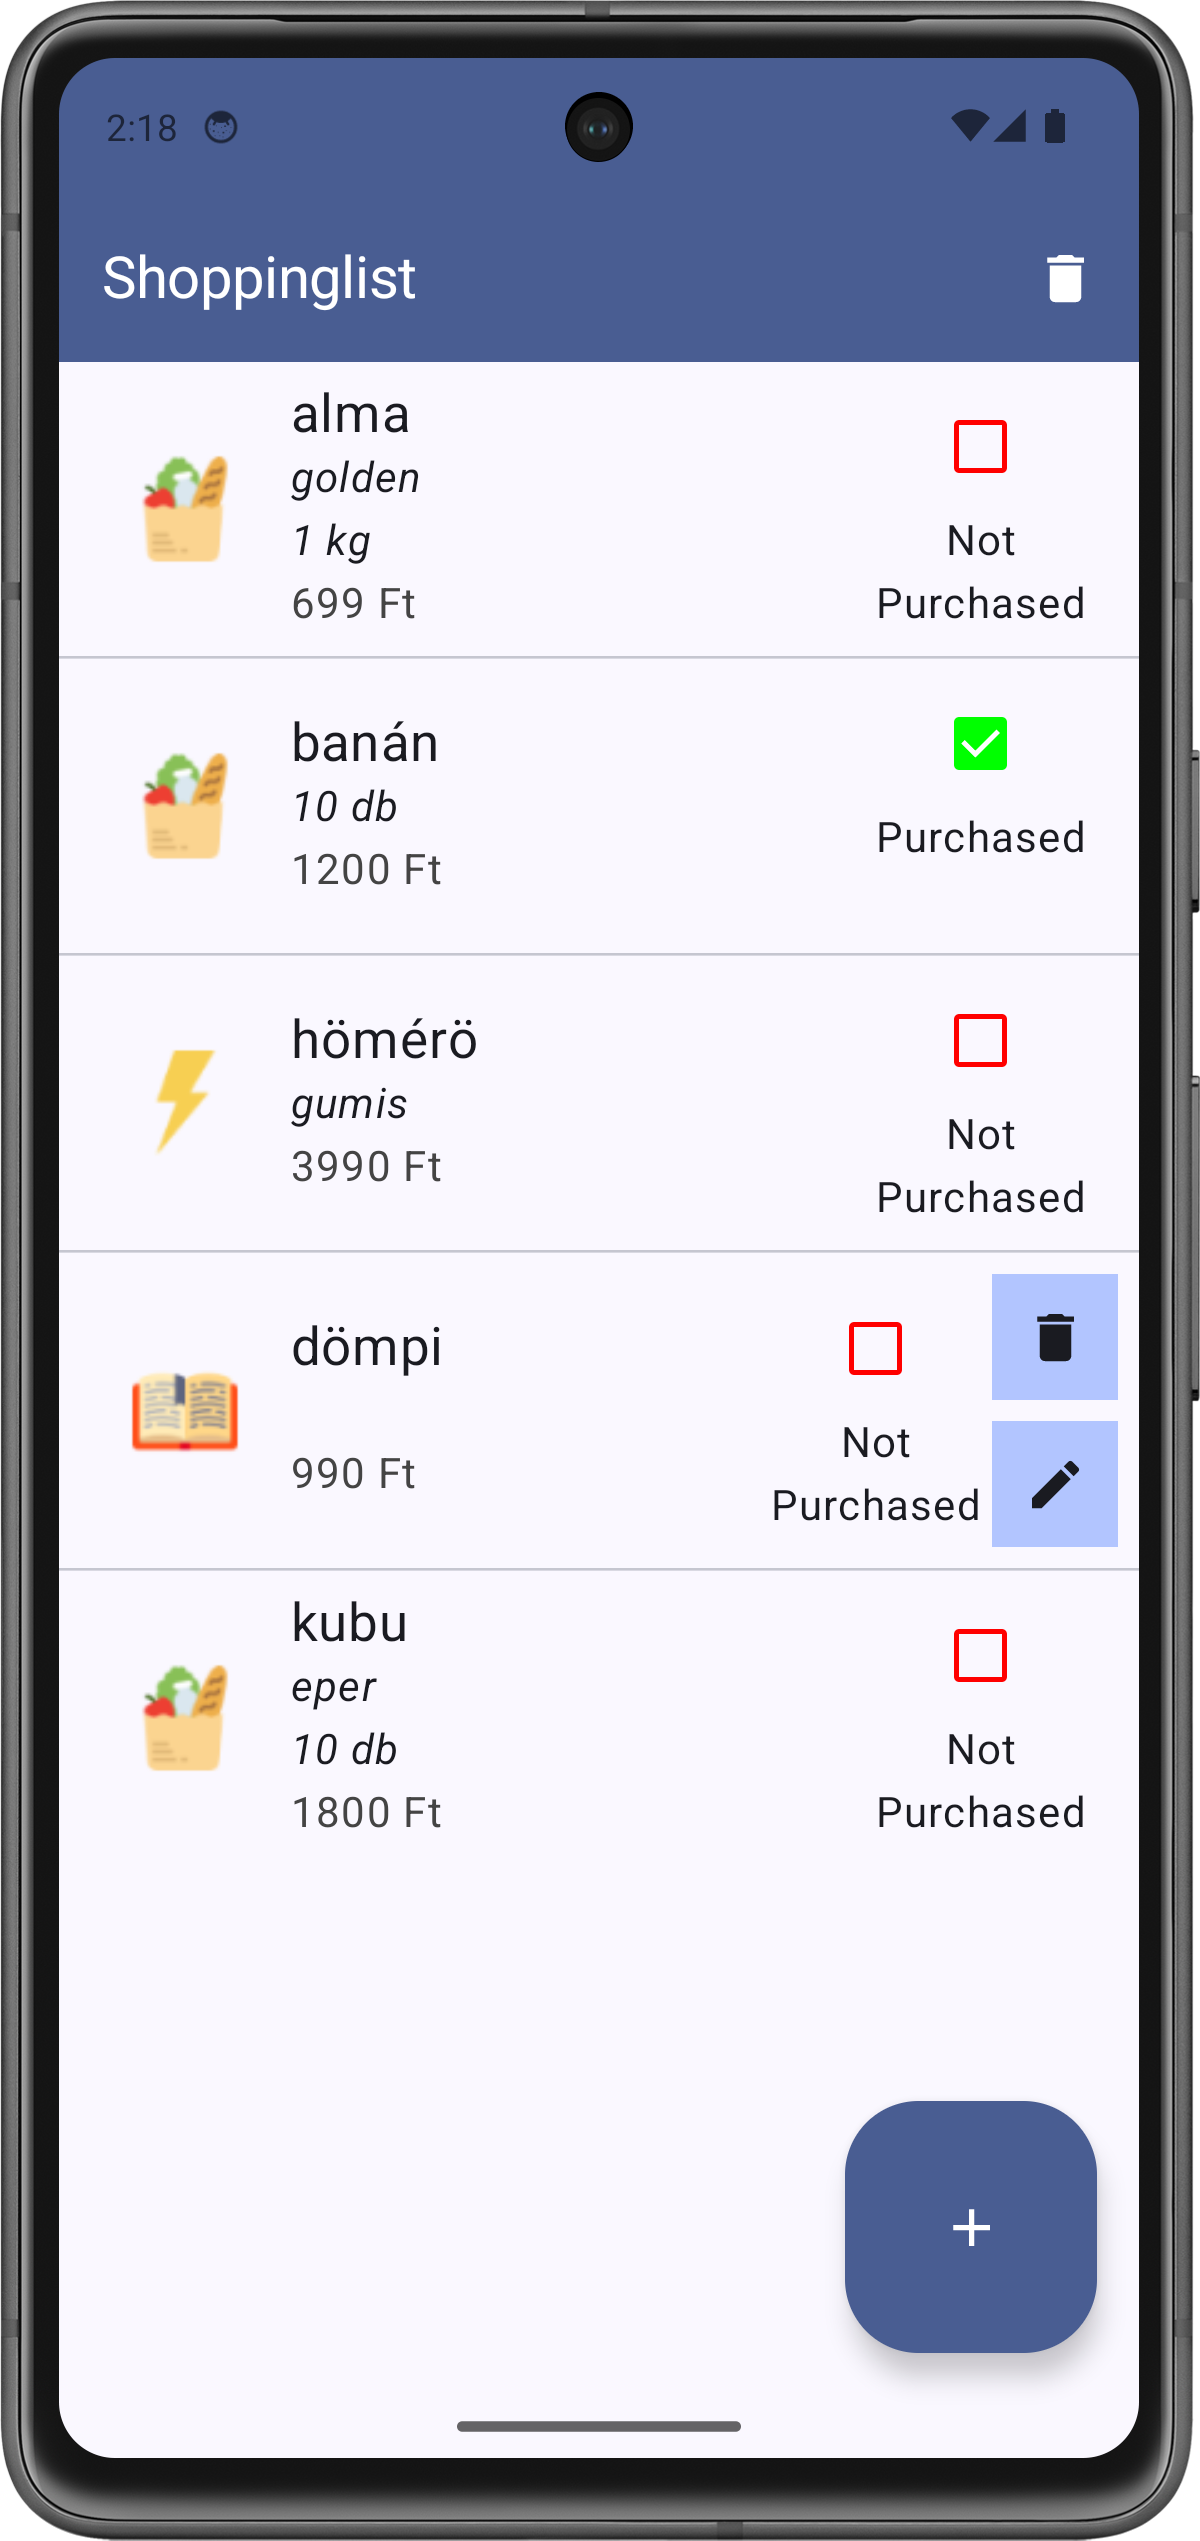 2:18
Shoppinglist
alma
golden
1 kg
699 Ft
Not
Purchased
banán
10 db
1200 Ft
Purchased
hömérö
gumis
3990 Ft
Not
Purchased
dömpi
990 Ft
Not
Purchased
kubu
eper
10 db
1800 Ft
Not
Purchased
+